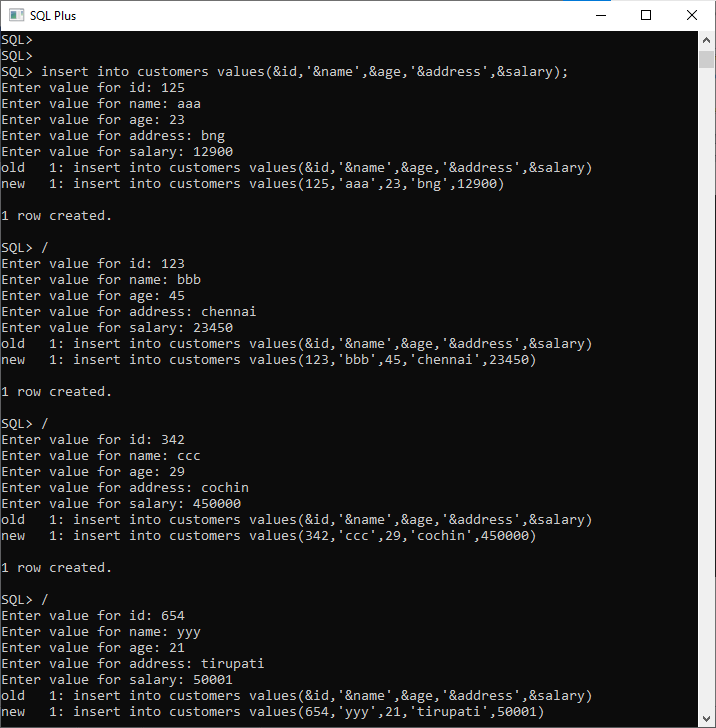 SQL Plus
SQL>
SQL>
SQL> insert into customers values(&id,'&name',&age,'&address',&salary);
Enter value for id: 125
Enter value for name: aaa
Enter value for age: 23
Enter value for address: bng
Enter value for salary: 12900
old   1: insert into customers values(&id,'&name',&age,'&address',&salary)
new   1: insert into customers values(125,'aaa',23,'bng',12900)
1 row created.
SQL> /
Enter value for id: 123
Enter value for name: bbb
Enter value for age: 45
Enter value for address: chennai
Enter value for salary: 23450
old   1: insert into customers values(&id,'&name',&age,'&address',&salary)
new   1: insert into customers values(123,'bbb',45,'chennai',23450)
1 row created.
SQL> /
Enter value for id: 342
Enter value for name: ccc
Enter value for age: 29
Enter value for address: cochin
Enter value for salary: 450000
old   1: insert into customers values(&id,'&name',&age,'&address',&salary)
new   1: insert into customers values(342,'ccc',29,'cochin',450000)
1 row created.
SQL> /
Enter value for id: 654
Enter value for name: yyy
Enter value for age: 21
Enter value for address: tirupati
Enter value for salary: 50001
old   1: insert into customers values(&id,'&name',&age,'&address',&salary)
new   1: insert into customers values(654,'yyy',21,'tirupati',50001)